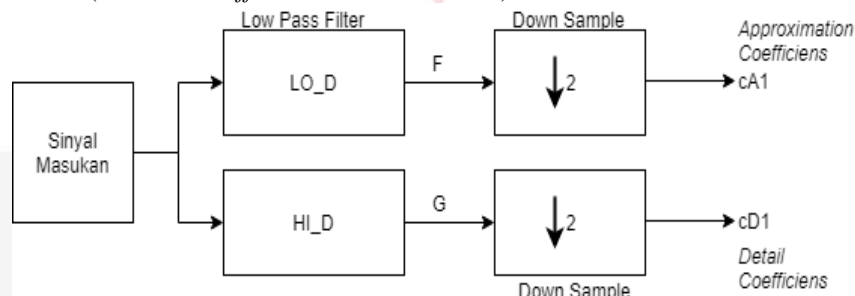 Low Pass Filter
Down Sample
Approximation
Coefficiens
LO_D
F
↓2
cA1
Sinyal
Masukan
HI_D
G
↓2
cD1
Detail
Coefficiens
Down Sample